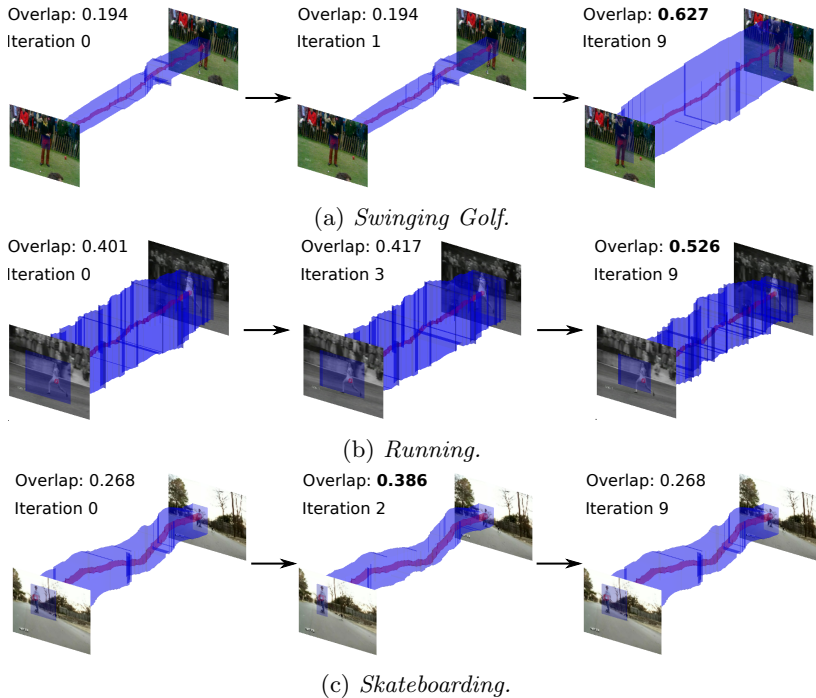 Overlap: 0.194 Overlap: 0.194 Overlap: 0.627
Iteration 0 Iteration 1 Iteration 9
(a) Swinging Golf.
Overlap: 0.401 Overlap: 0.417 Overlap: 0.526
Iteration 0 Iteration 3 Iteration 9
(b) Running.
Overlap: 0.268 Overlap: 0.386 Overlap: 0.268
Iteration 0 Iteration 2 Iteration 9
(c) Skateboarding.